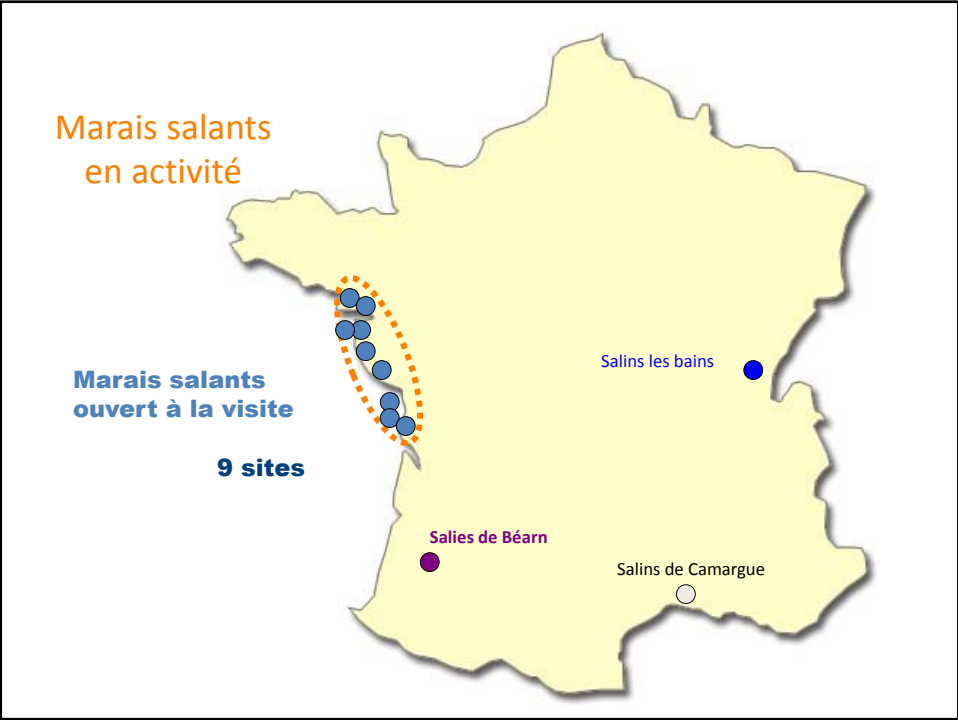 Marais salants
en activité
Salins les bains
Marais salants
ouvert à la visite
9 sites
Salies de Béarn
Salins de Camargue